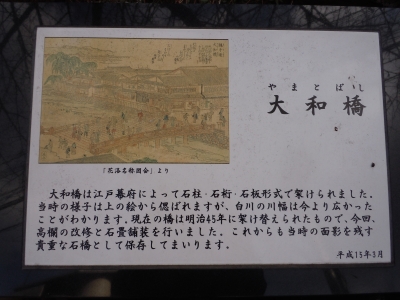 やまとばし
大和橋
「花洛名勝図会」より
大和橋は江戸幕府によって石柱・石桁・石板形式で架けられました。
当時の様子は上の絵から偲ばれますが、白川の川幅は今より広かった
ことがわかります。現在の橋は明治45年に架け替えられたもので、今回、
高欄の改修と石畳舗装を行いました。これからも当時の面影を残す
貴重な石橋として保存してまいります。
平成15年3月